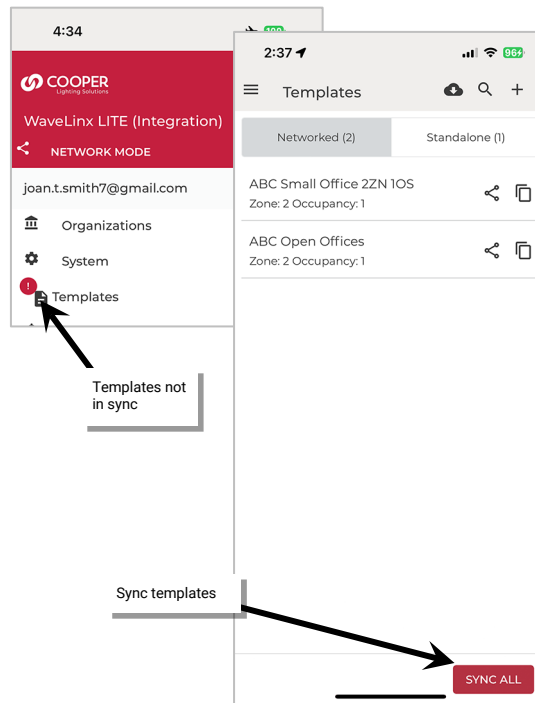 4:34
100
COOPER
Lighting Solutions
WaveLinx LITE (Integration)
NETWORK MODE
joan.t.smith7@gmail.com
Organizations
System
!
Templates
Templates not
in sync
2:37
96
Templates
Networked (2)
Standalone (1)
ABC Small Office 2ZN 1OS
Zone: 2 Occupancy: 1
ABC Open Offices
Zone: 2 Occupancy: 1
Sync templates
SYNC ALL